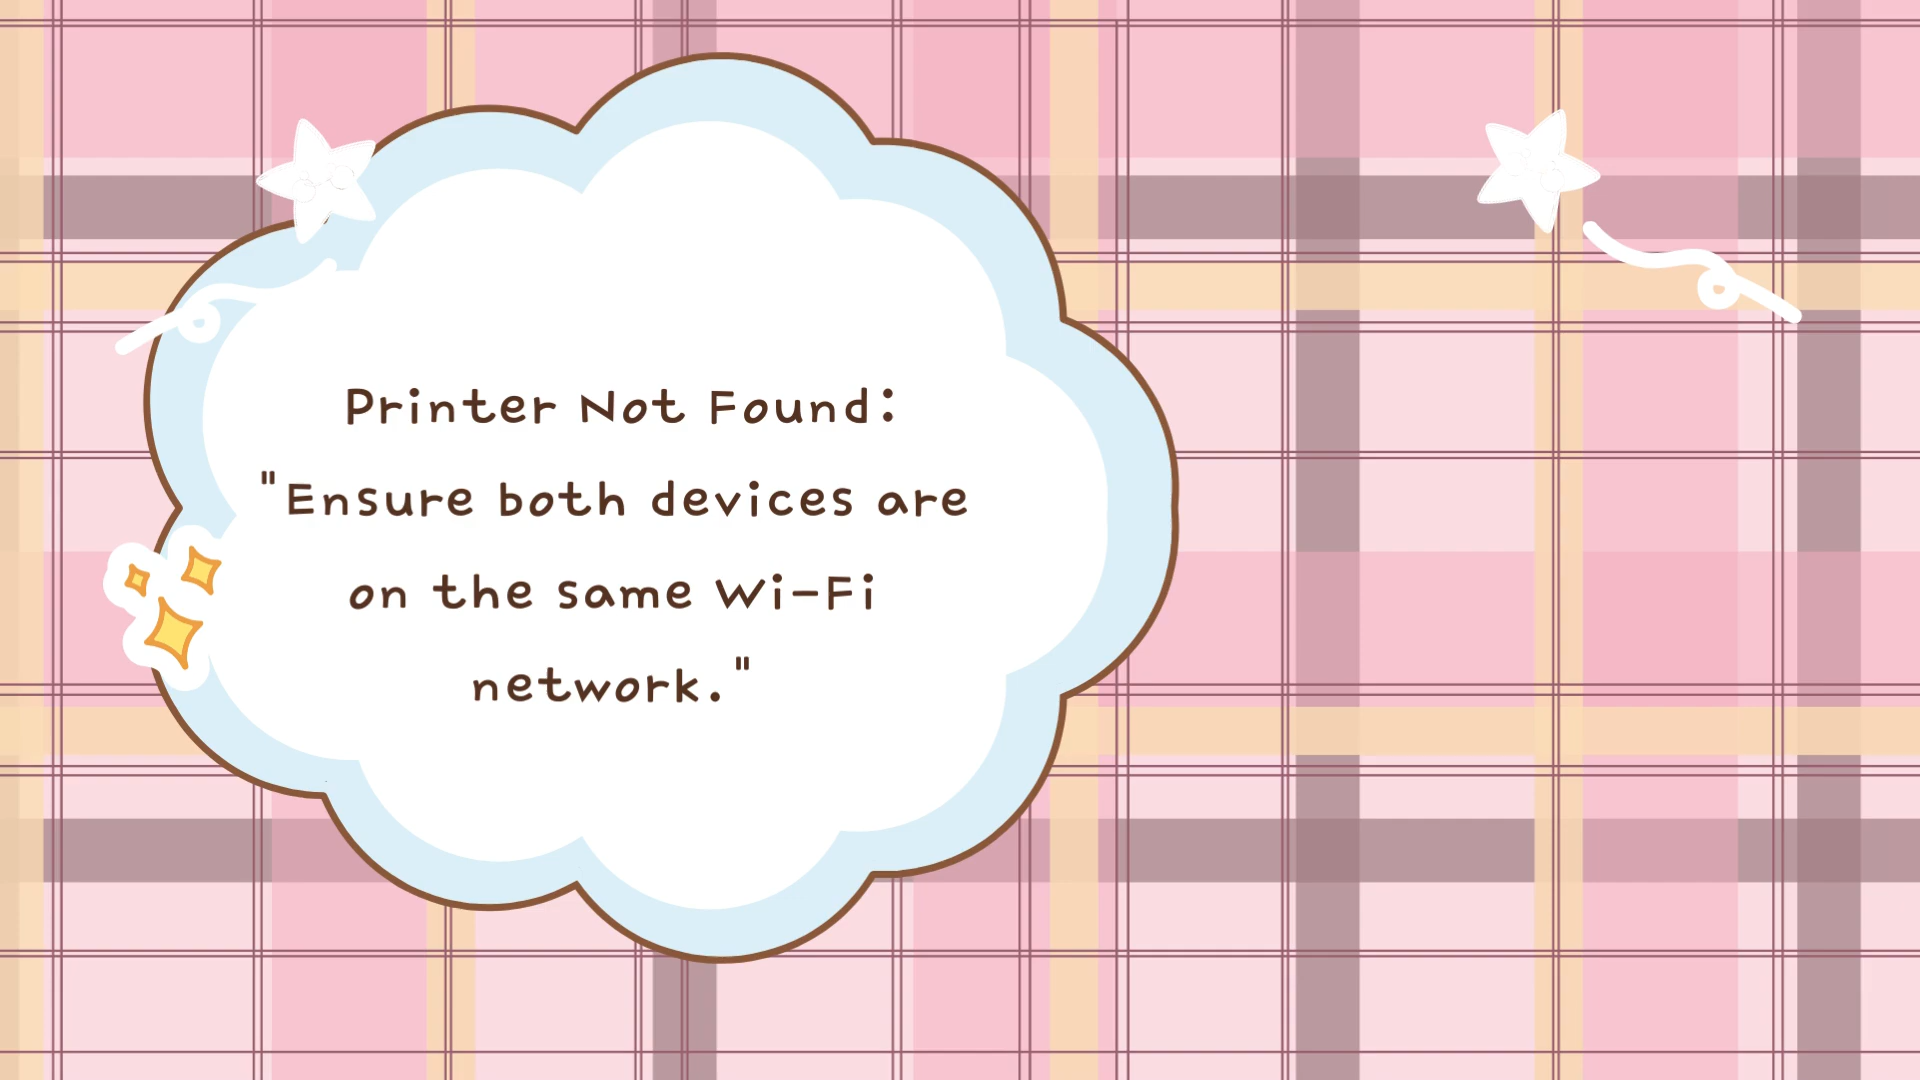 Printer Not Found:
"Ensure both devices are
on the same Wi-Fi
network."